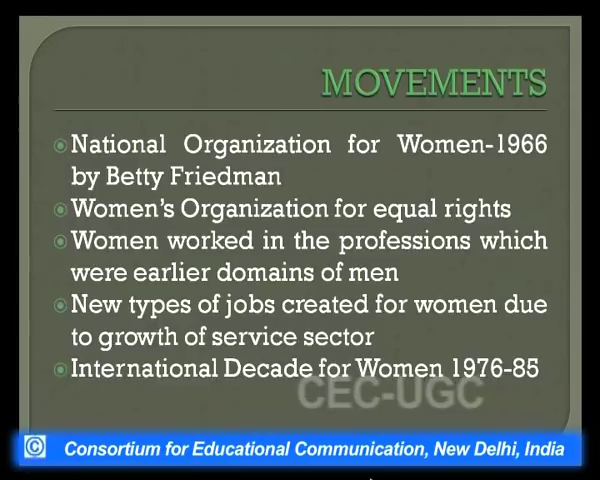 MOVEMENTS
National Organization for Women-1966
by Betty Friedman
Women's Organization for equal rights
Women worked in the professions which
were earlier domains of men
New types of jobs created for women due
to growth of service sector
International Decade for Women 1976-85
CEC-UGC
© Consortium for Educational Communication, New Delhi, India